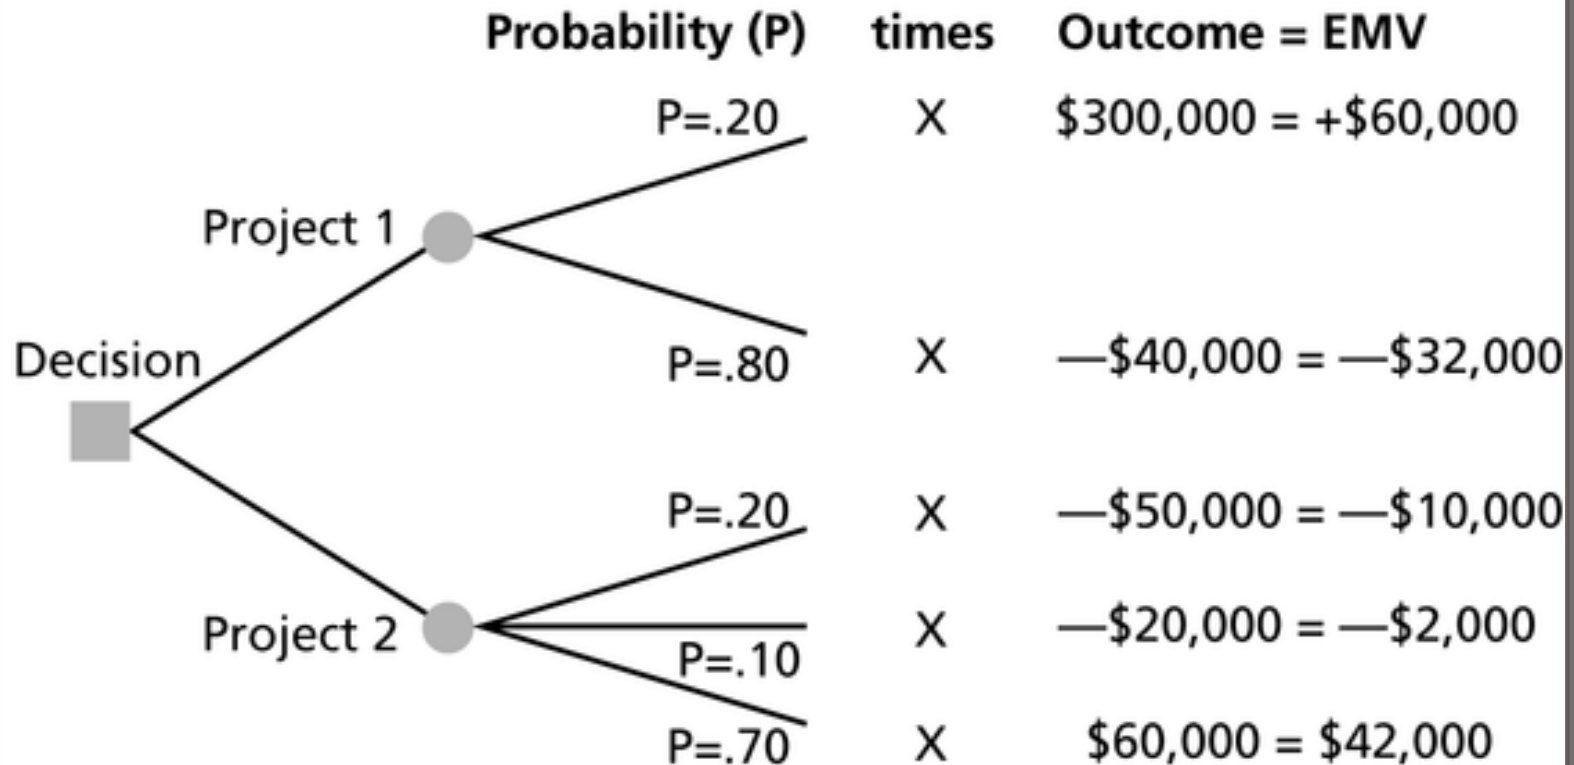 Probability (P) times Outcome = EMV
P=.20 X $300,000 = +$60,000
Project 1
P=.80 X —$40,000 = —$32,000
Decision
P=.20 X —$50,000 = —$10,000
Project 2
P=.10 X —$20,000 = —$2,000
P=.70 X $60,000 = $42,000